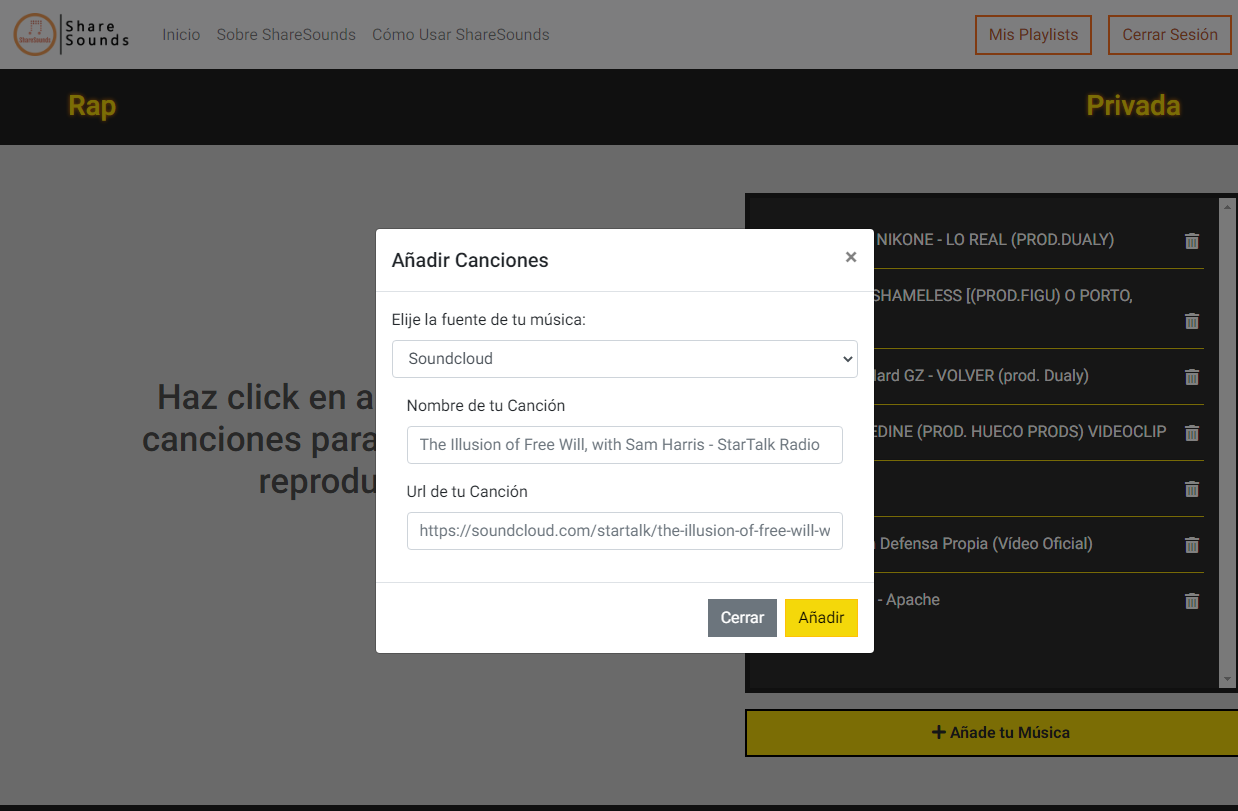 Share
Sounds
ShareSounds
Inicio Sobre ShareSounds Cómo Usar ShareSounds Mis Playlists Cerrar Sesión
Rap Privada
Haz click en a
canciones para
reprodu
Añadir Canciones ×
Elije la fuente de tu música:
Soundcloud
Nombre de tu Canción
The Illusion of Free Will, with Sam Harris - StarTalk Radio
Url de tu Canción
https://soundcloud.com/startalk/the-illusion-of-free-will-w
Cerrar Añadir
NIKONE - LO REAL (PROD.DUALY)
SHAMELESS [(PROD.FIGU) O PORTO,
lard GZ - VOLVER (prod. Dualy)
EDINE (PROD. HUECO PRODS) VIDEOCLIP
Defensa Propia (Vídeo Oficial)
- Apache
+ Añade tu Música